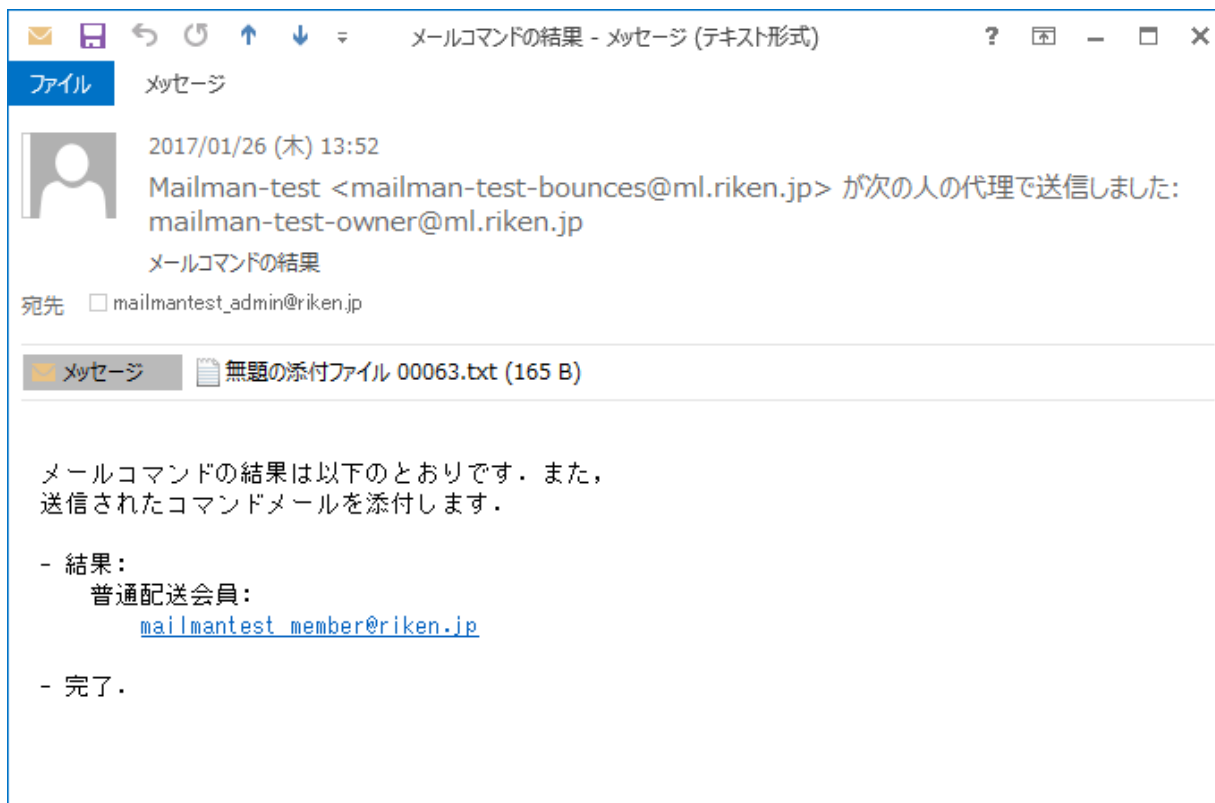 メールコマンドの結果 - メッセージ (テキスト形式)
ファイル メッセージ
2017/01/26 (木) 13:52
Mailman-test <mailman-test-bounces@ml.riken.jp> が次の人の代理で送信しました:
mailman-test-owner@ml.riken.jp
メールコマンドの結果
宛先 mailmantest_admin@riken.jp
メッセージ 無題の添付ファイル 00063.txt (165 B)
メールコマンドの結果は以下のとおりです．また，
送信されたコマンドメールを添付します．
- 結果:
普通配送会員:
mailmantest_member@riken.jp
- 完了．